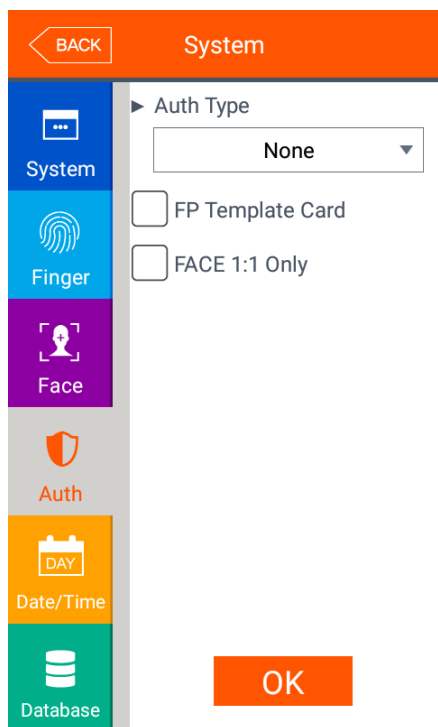 BACK
System
System
Finger
Face
Auth
DAY
Date/Time
Database
► Auth Type
None
FP Template Card
FACE 1:1 Only
OK